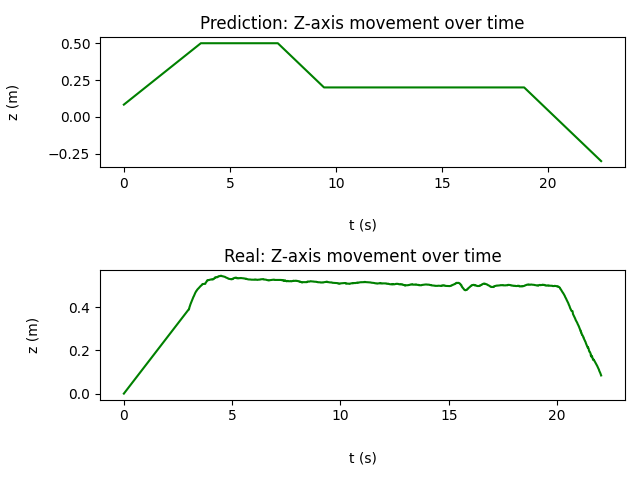 Prediction: Z-axis movement over time
0.50
0.25
0.00
−0.25
z (m)
0 5 10 15 20
t (s)
Real: Z-axis movement over time
0.4
0.2
0.0
z (m)
0 5 10 15 20
t (s)